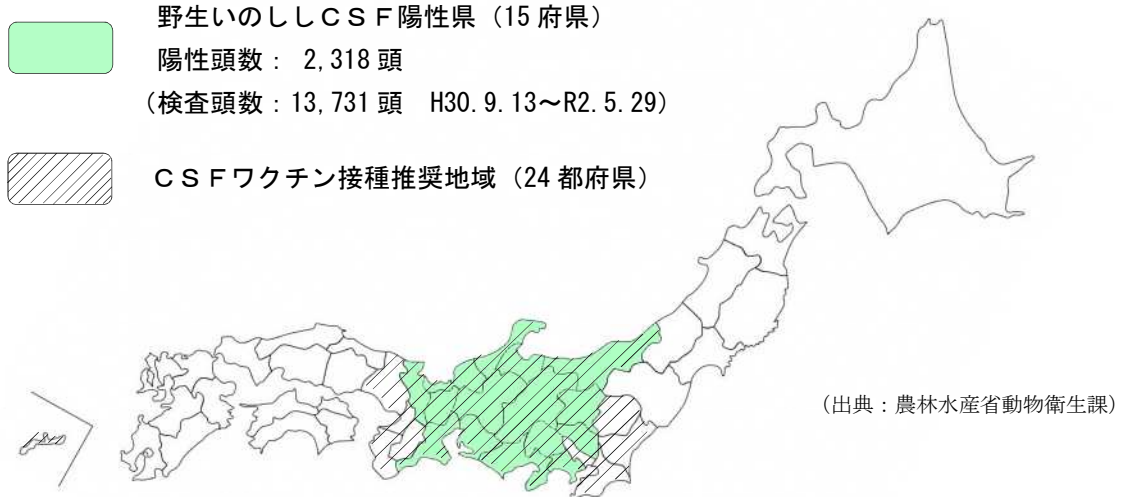 野生いのししＣＳＦ陽性県（15 府県）
陽性頭数： 2,318 頭
（検査頭数：13,731 頭　H30.9.13～R2.5.29）
ＣＳＦワクチン接種推奨地域（24 都府県）
（出典：農林水産省動物衛生課）